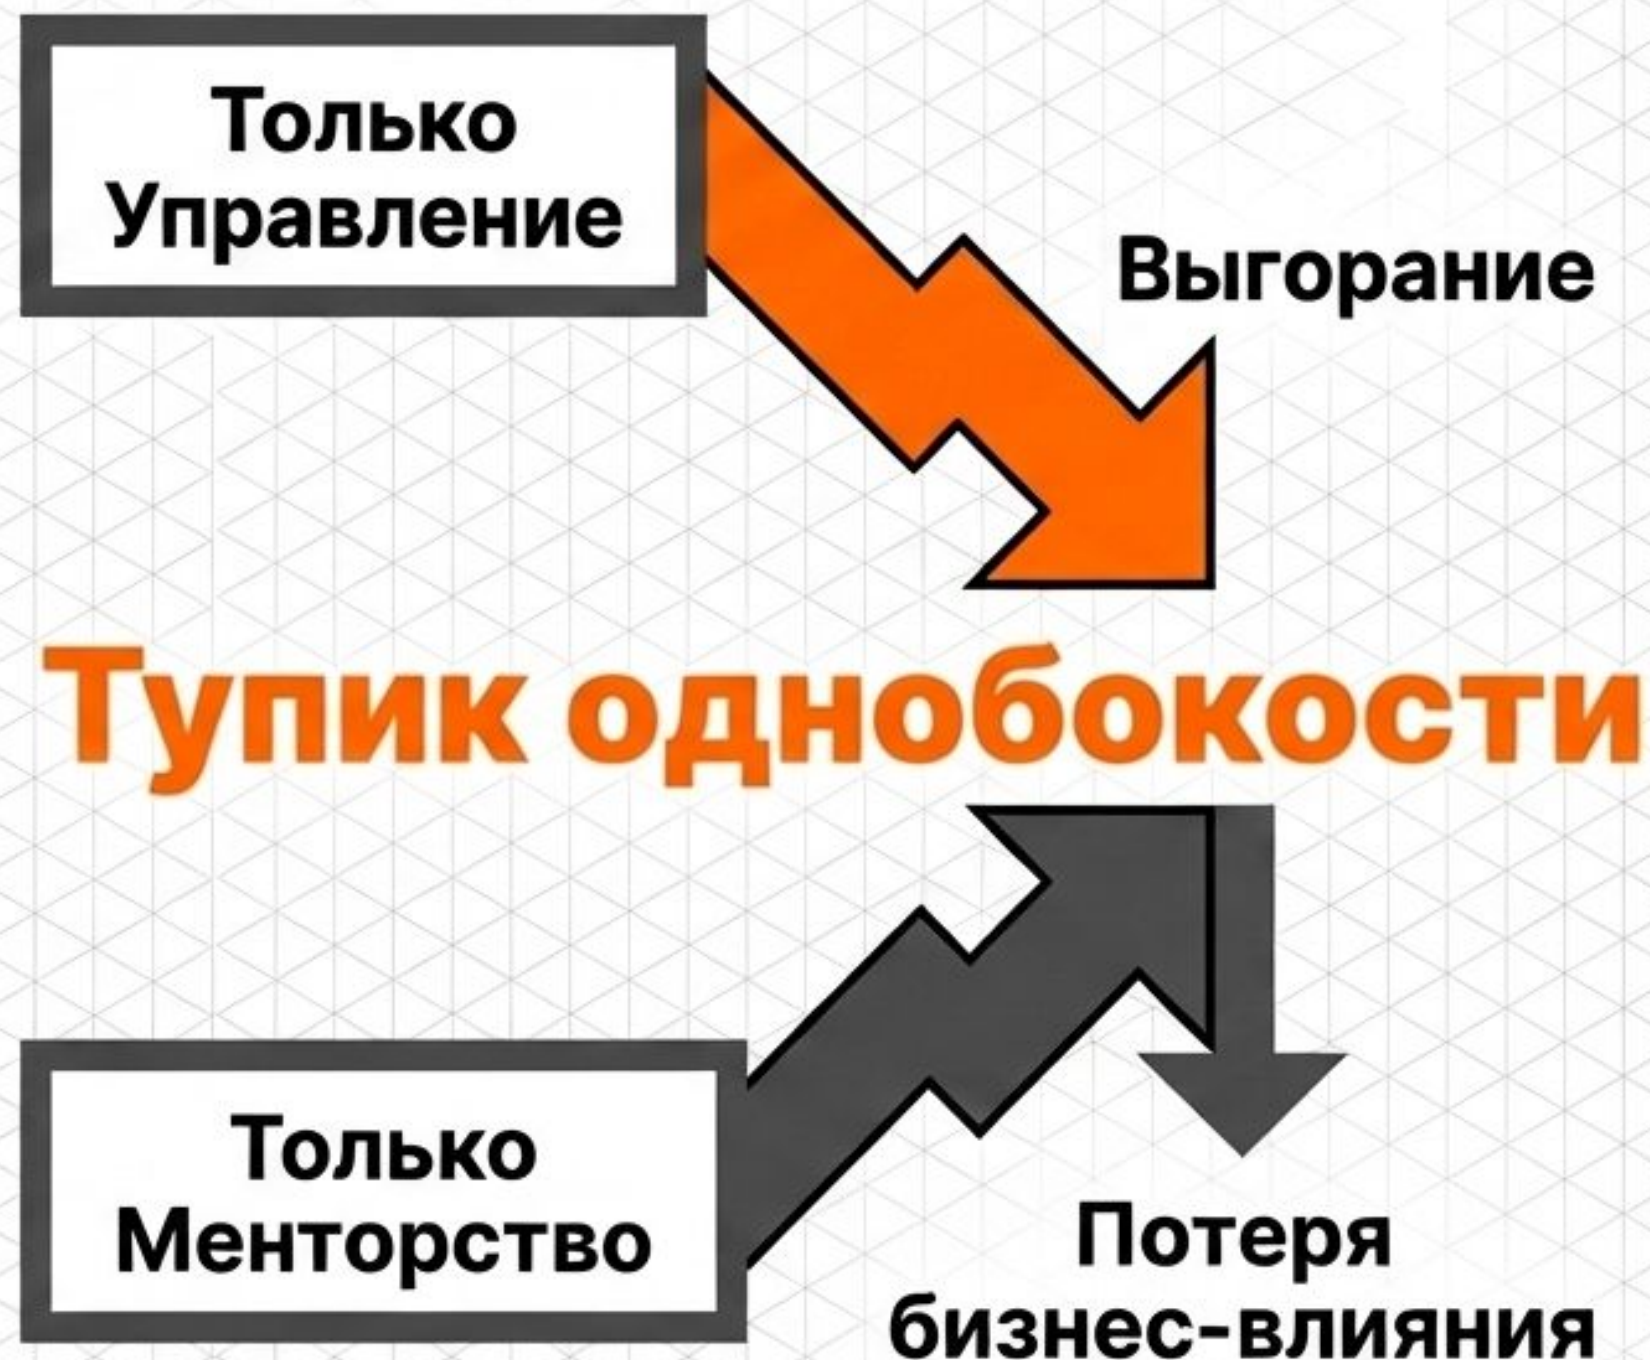 Только
Управление
Выгорание
Тупик однобокости
Только
Менторство
Потеря
бизнес-влияния